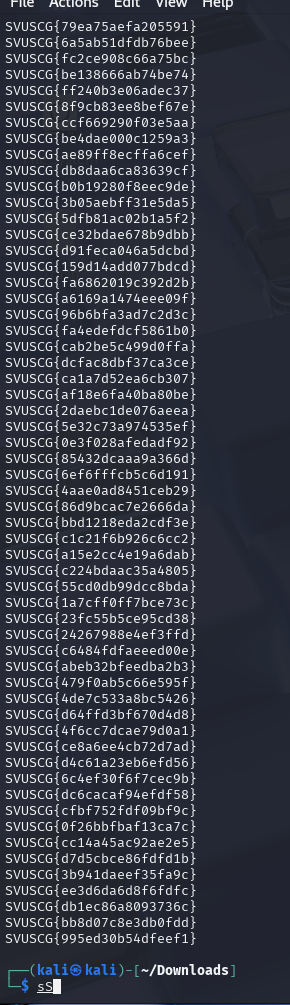 File Actions Edit View Help
SVUSCG{79ea75aefa205591}
SVUSCG{6a5ab51dfdb76bee}
SVUSCG{fc2ce908c66a75bc}
SVUSCG{be138666ab74be74}
SVUSCG{ff240b3e06adec37}
SVUSCG{8f9cb83ee8bef67e}
SVUSCG{ccf669290f03e5aa}
SVUSCG{be4dae000c1259a3}
SVUSCG{ae89ff8ecffa6cef}
SVUSCG{db8daa6ca83639cf}
SVUSCG{b0b19280f8eec9de}
SVUSCG{3b05aebff31e5da5}
SVUSCG{5dfb81ac02b1a5f2}
SVUSCG{ce32bdae678b9dbb}
SVUSCG{d91feca046a5dcbd}
SVUSCG{159d14add077bdcd}
SVUSCG{fa6862019c392d2b}
SVUSCG{a6169a1474eee09f}
SVUSCG{96b6bfa3ad7c2d3c}
SVUSCG{fa4edefdcf5861b0}
SVUSCG{cab2be5c499d0ffa}
SVUSCG{dcfac8dbf37ca3ce}
SVUSCG{ca1a7d52ea6cb307}
SVUSCG{af18e6fa40ba80be}
SVUSCG{2daebc1de076aeea}
SVUSCG{5e32c73a974535ef}
SVUSCG{0e3f028afedadf92}
SVUSCG{85432dcaaa9a366d}
SVUSCG{6ef6fffcb5c6d191}
SVUSCG{4aae0ad8451ceb29}
SVUSCG{86d9bcac7e2666da}
SVUSCG{bbd1218eda2cdf3e}
SVUSCG{c1c21f6b926c6cc2}
SVUSCG{a15e2cc4e19a6dab}
SVUSCG{c224bdaac35a4805}
SVUSCG{55cd0db99dcc8bda}
SVUSCG{1a7cff0ff7bce73c}
SVUSCG{23fc55b5ce95cd38}
SVUSCG{24267988e4ef3ffd}
SVUSCG{c6484fdfaeeed00e}
SVUSCG{abeb32bfeedba2b3}
SVUSCG{479f0ab5c66e595f}
SVUSCG{4de7c533a8bc5426}
SVUSCG{d64ffd3bf670d4d8}
SVUSCG{4f6cc7dcae79d0a1}
SVUSCG{ce8a6ee4cb72d7ad}
SVUSCG{d4c61a23eb6efd56}
SVUSCG{6c4ef30f6f7cec9b}
SVUSCG{dc6cacaf94efdf58}
SVUSCG{cfbf752fdf09bf9c}
SVUSCG{0f26bbfbaf13ca7c}
SVUSCG{cc14a45ac92ae2e5}
SVUSCG{d7d5cbce86fdfd1b}
SVUSCG{3b941daeef35fa9c}
SVUSCG{ee3d6da6d8f6fdfc}
SVUSCG{db1ec86a8093736c}
SVUSCG{bb8d07c8e3db0fdd}
SVUSCG{995ed30b54dfeef1}
┌──(kali㉿kali)-[~/Downloads]
└─$ sS